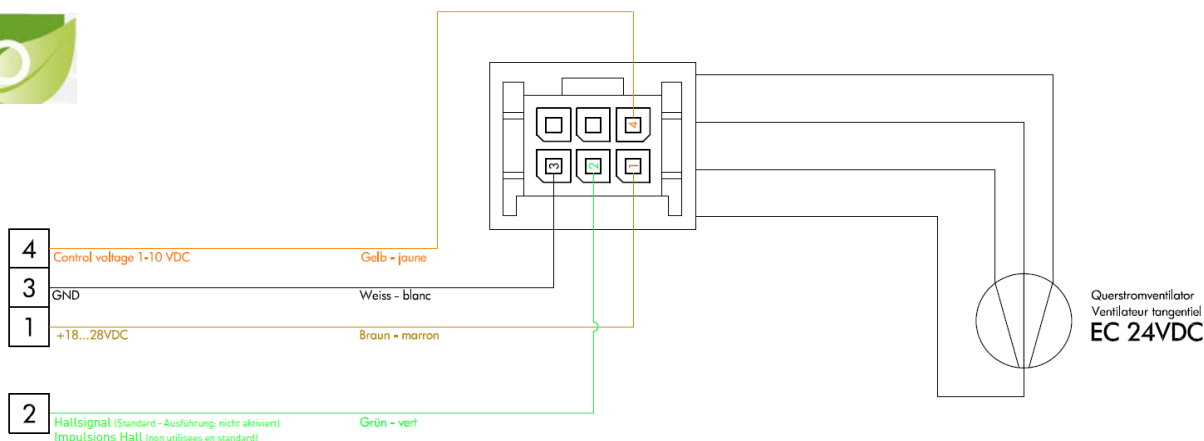 4
4
Control voltage 1-10 VDC Gelb - jaune
3 2 1
3
GND Weiss - blanc
1
+18...28VDC Braun - marron
Querstromventilator
Ventilateur tangentiel
EC 24VDC
2
Hallsignal (Standard - Ausführung: nicht aktiviert) Grün - vert
Impulsions Hall (non utilisees en standard)